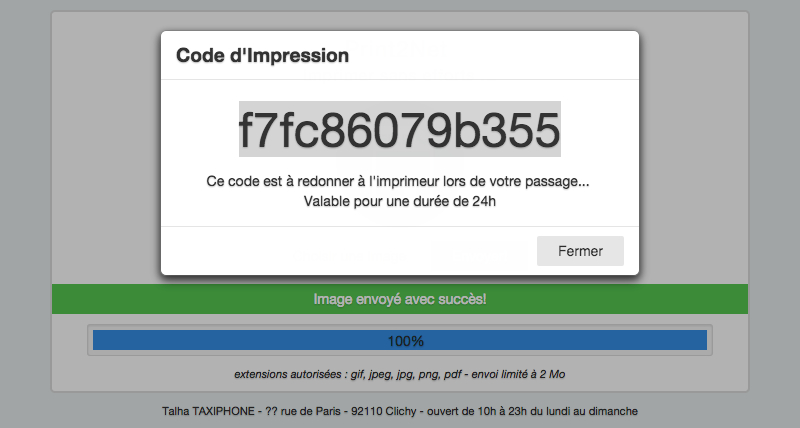 Code d'Impression
f7fc86079b355
Ce code est à redonner à l'imprimeur lors de votre passage...
Valable pour une durée de 24h
Fermer
Image envoyé avec succès!
100%
extensions autorisées : gif, jpeg, jpg, png, pdf - envoi limité à 2 Mo
Talha TAXIPHONE - ?? rue de Paris - 92110 Clichy - ouvert de 10h à 23h du lundi au dimanche